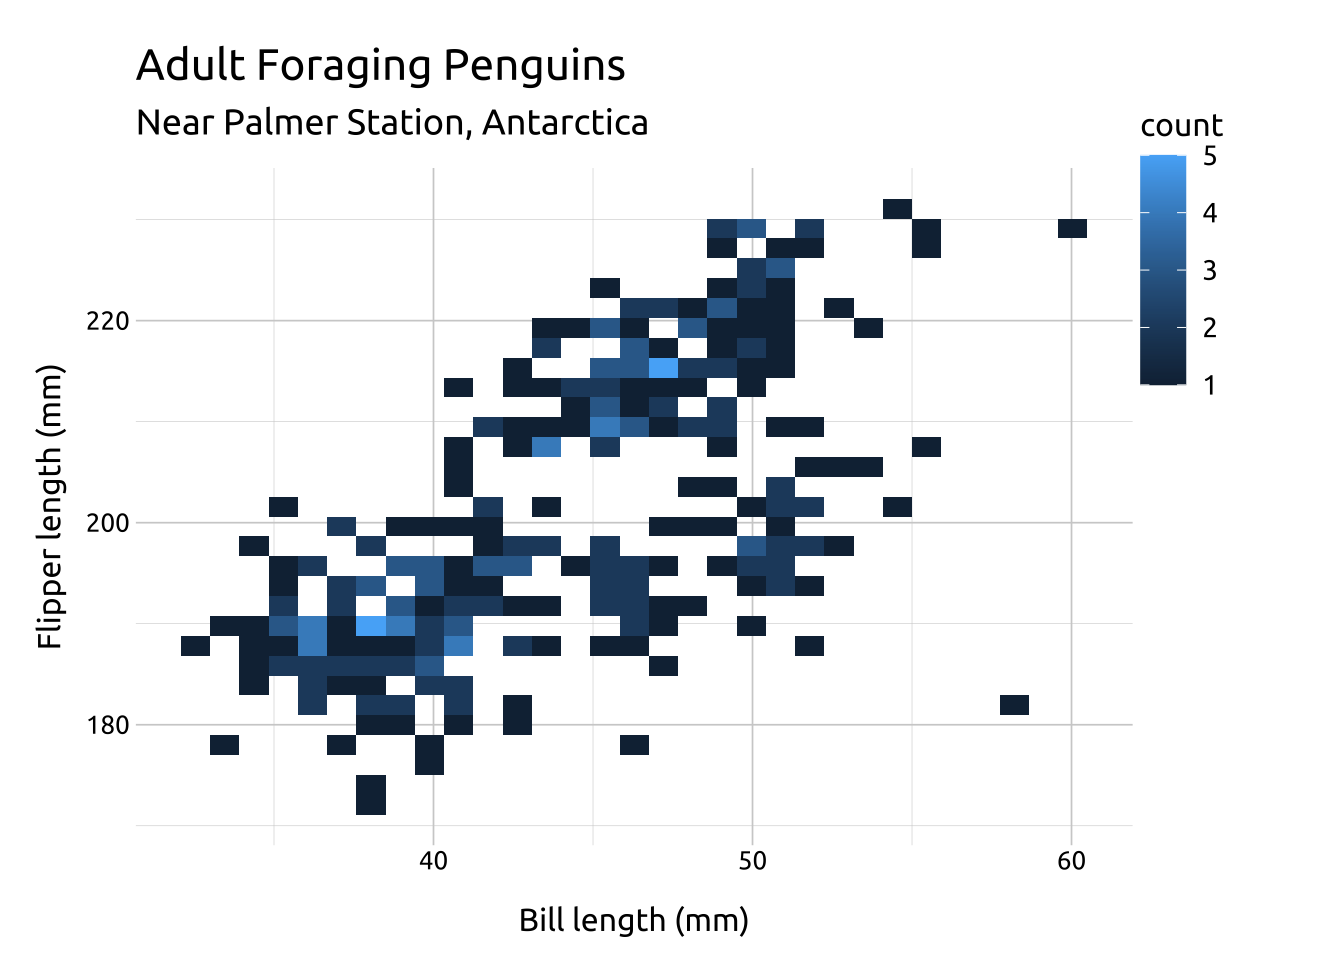 Adult Foraging Penguins
Near Palmer Station, Antarctica
count
5
4
3
2
1
Flipper length (mm)
220
200
180
40 50 60
Bill length (mm)